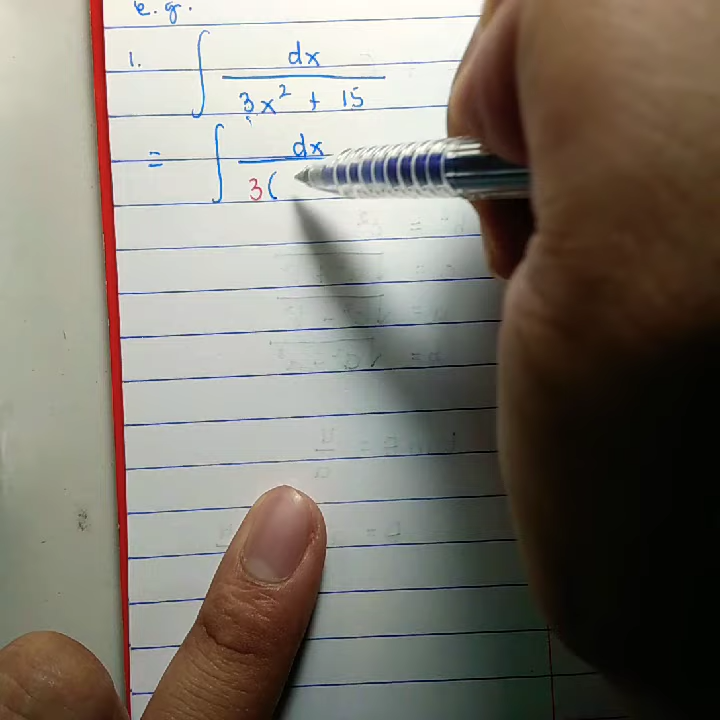 e.g.
1. ∫ dx / 3x² + 15
= ∫ dx / 3(